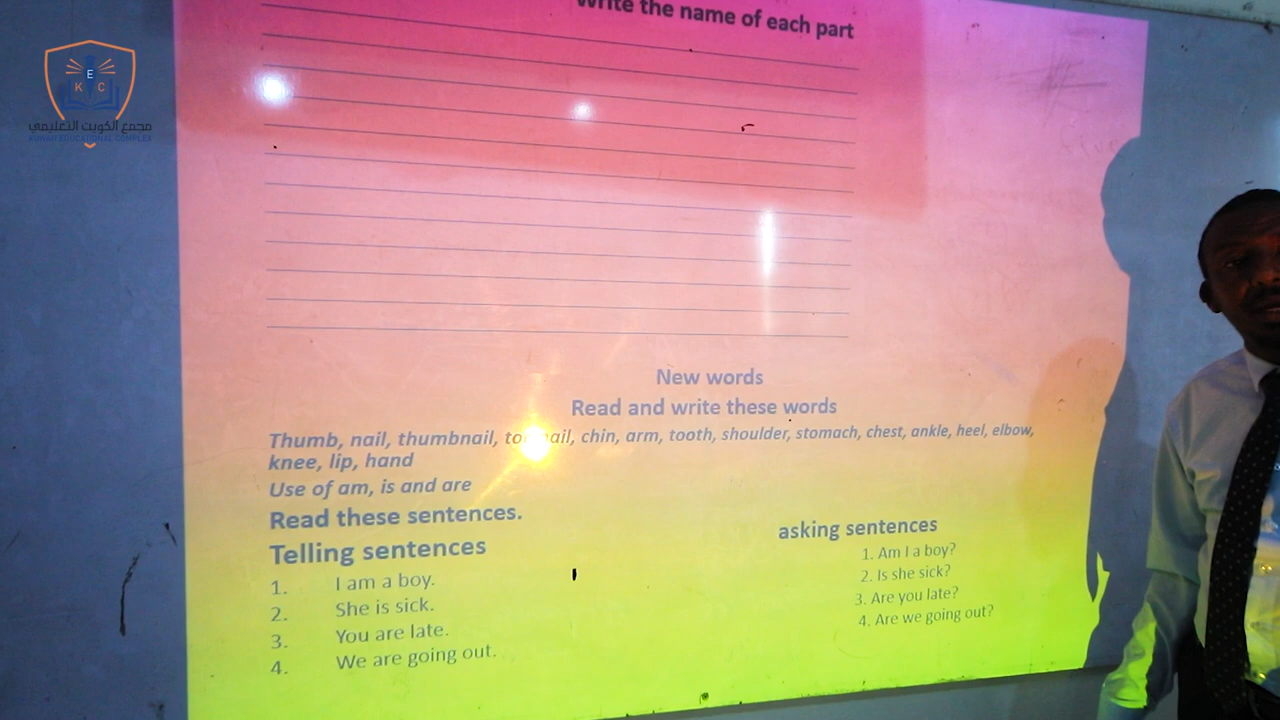 E
K C
مجمع الكويت التعليمي
KUWAIT EDUCATIONAL COMPLEX
Write the name of each part
New words
Read and write these words
Thumb, nail, thumbnail, toenail, chin, arm, tooth, shoulder, stomach, chest, ankle, heel, elbow,
knee, lip, hand
Use of am, is and are
Read these sentences.
Telling sentences
1. I am a boy.
2. She is sick.
3. You are late.
4. We are going out.
asking sentences
1. Am I a boy?
2. Is she sick?
3. Are you late?
4. Are we going out?